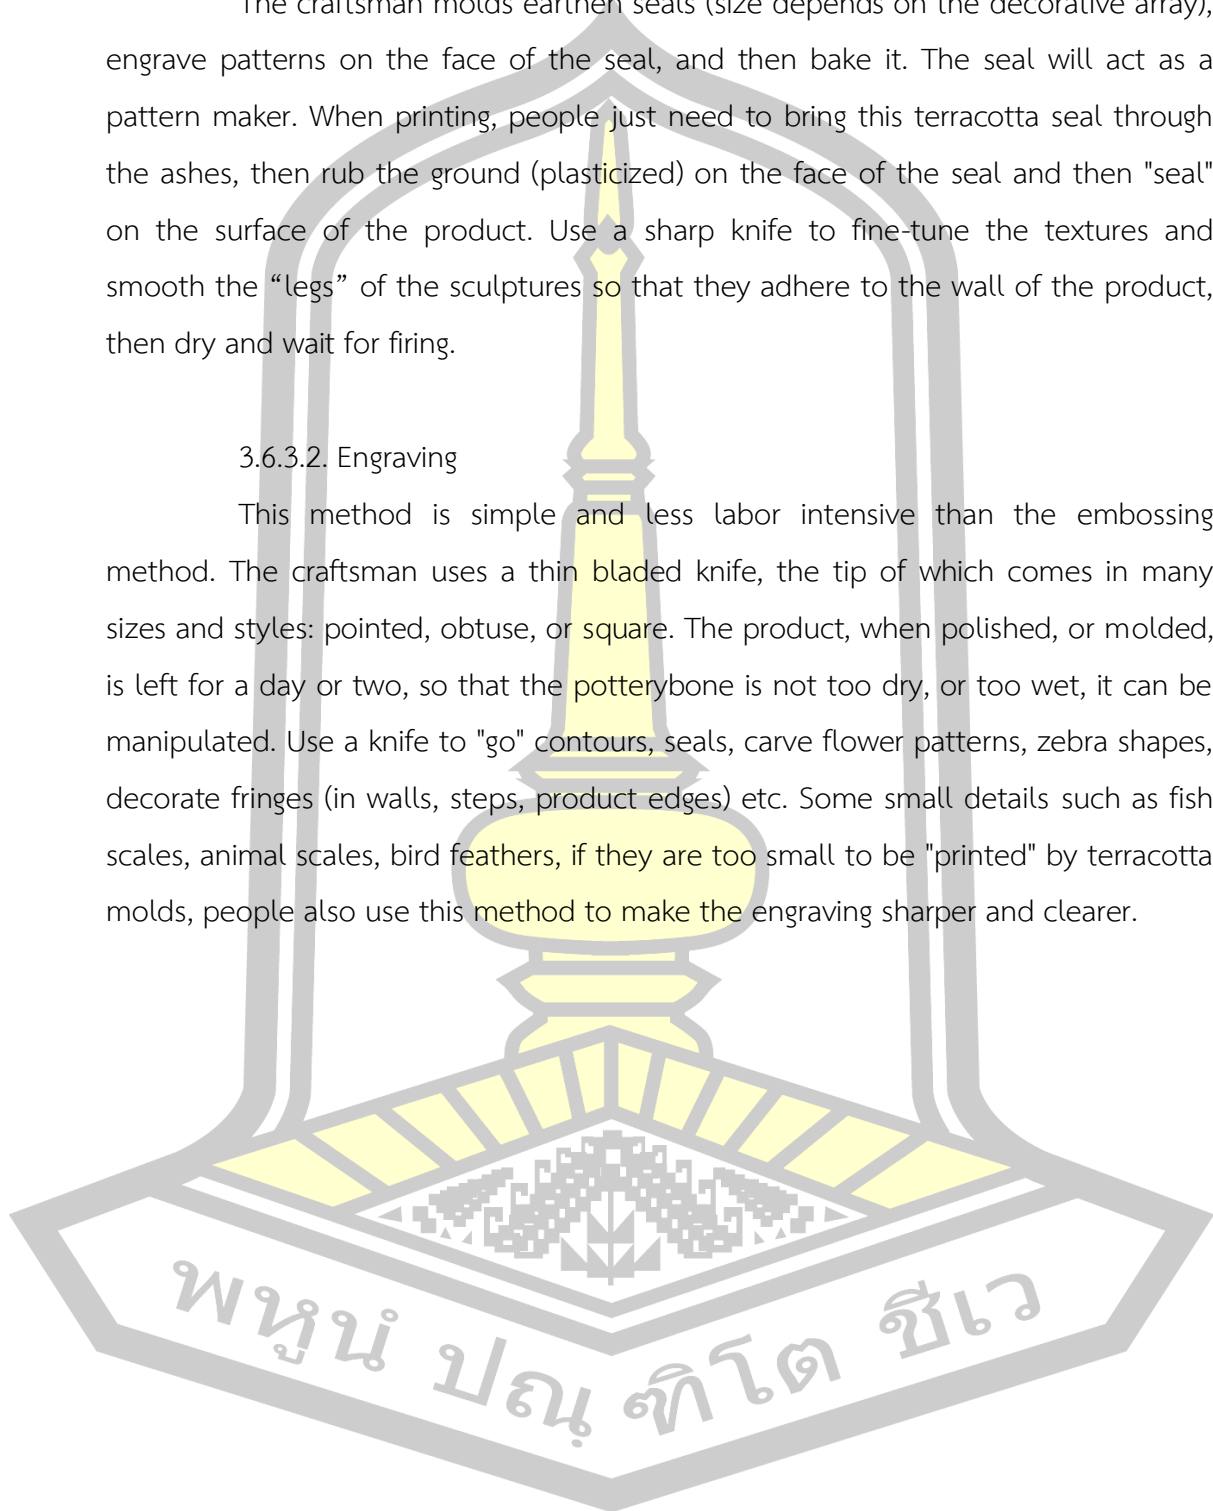 The craftsman molds earthen seals (size depends on the decorative array),
engrave patterns on the face of the seal, and then bake it. The seal will act as a
pattern maker. When printing, people just need to bring this terracotta seal through
the ashes, then rub the ground (plasticized) on the face of the seal and then "seal"
on the surface of the product. Use a sharp knife to fine-tune the textures and
smooth the “legs” of the sculptures so that they adhere to the wall of the product,
then dry and wait for firing.
3.6.3.2. Engraving
This method is simple and less labor intensive than the embossing
method. The craftsman uses a thin bladed knife, the tip of which comes in many
sizes and styles: pointed, obtuse, or square. The product, when polished, or molded,
is left for a day or two, so that the potterybone is not too dry, or too wet, it can be
manipulated. Use a knife to "go" contours, seals, carve flower patterns, zebra shapes,
decorate fringes (in walls, steps, product edges) etc. Some small details such as fish
scales, animal scales, bird feathers, if they are too small to be "printed" by terracotta
molds, people also use this method to make the engraving sharper and clearer.
พหูนํ ปณฺฑิโต ชีเว